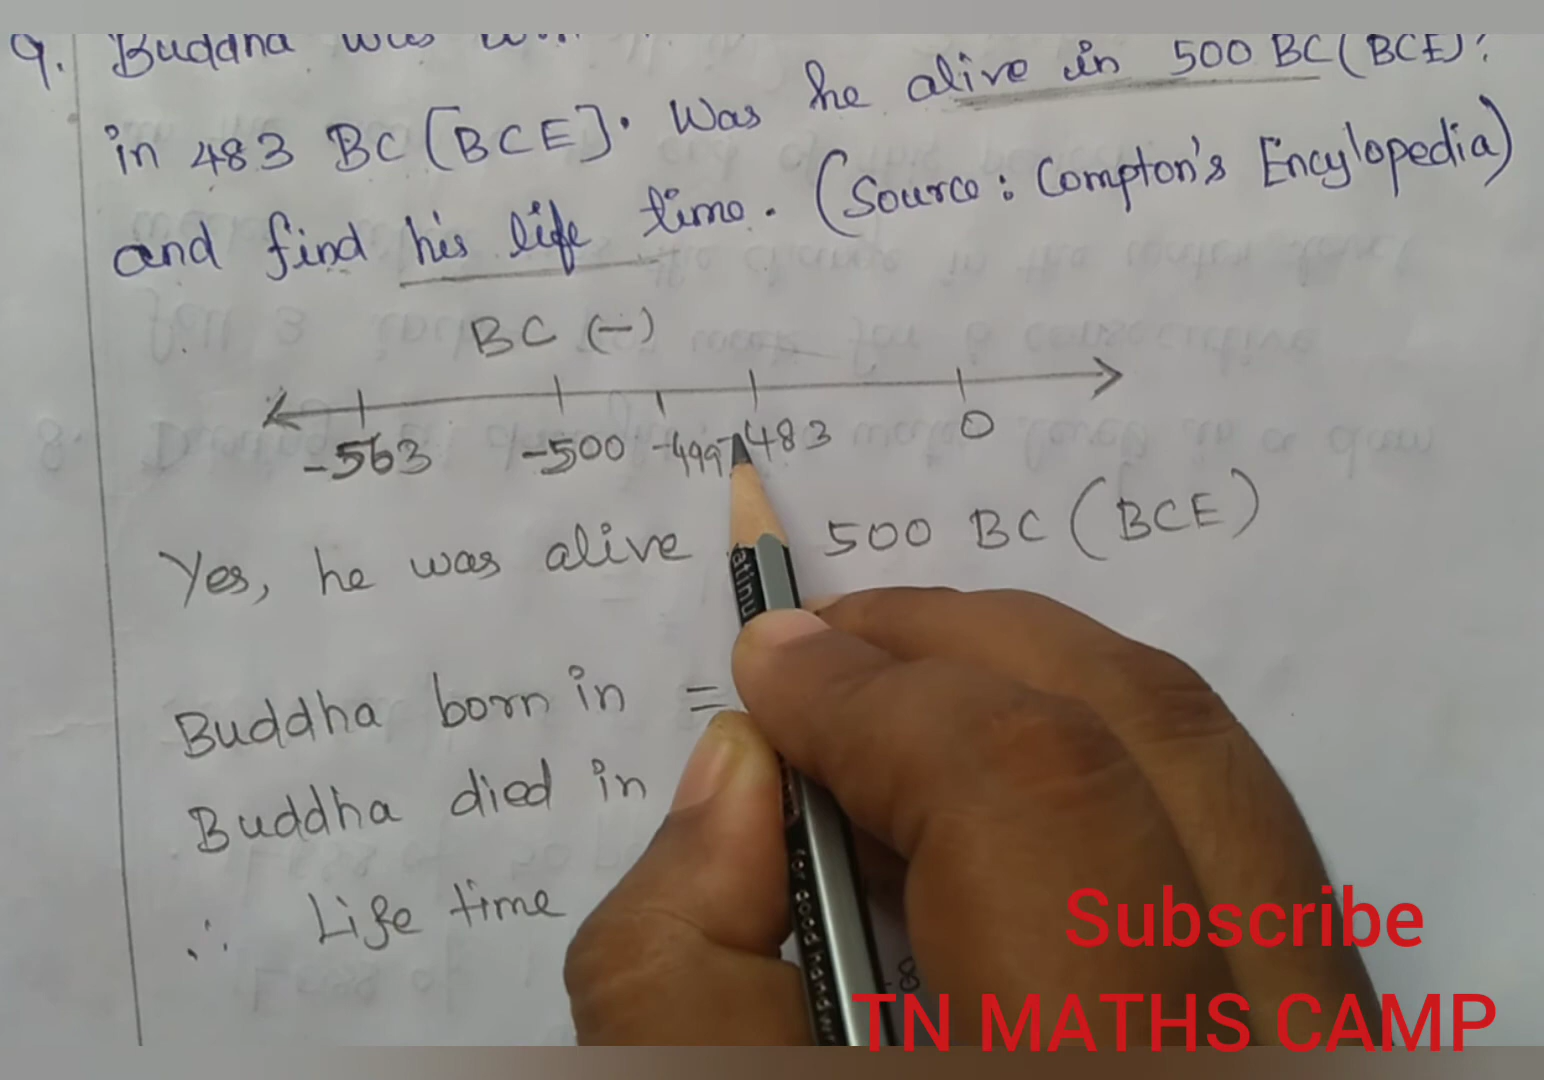 9. Buddha was in 500 BC (BCE)?
in 483 BC [BCE]. Was he alive
and find his life time. (Source: Compton's Encylopedia)
BC (-)
-563 -500 -499 -483 0
Yes, he was alive 500 BC (BCE)
Buddha born in =
Buddha died in
∴ Life time
Subscribe
TN MATHS CAMP